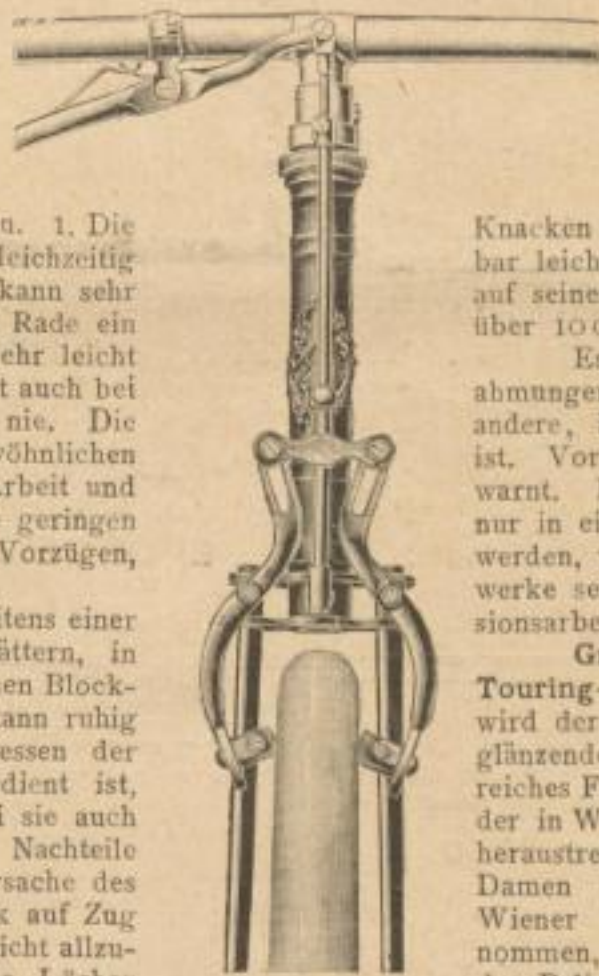 u. 1. Die
leichzeitig
kann sehr
Rade ein
ehr leicht
t auch bei
nie. Die
vöhnlichen
rbeit und
geringen
Vorzügen,
itens einer
ättern, in
en Block-
ann ruhig
essen der
dient ist,
i sie auch
Nachteile
sache des
k auf Zug
icht allzu-
Knacken
bar leich
auf seine
über 100
Es
ahmungen
andere,
ist. Vor
warnt.
nur in ei
werden,
werke se
sionsarbe
Touring-
wird der
glänzende
reiches F
der in W
heraustre
Damen
Wiener
nommen,